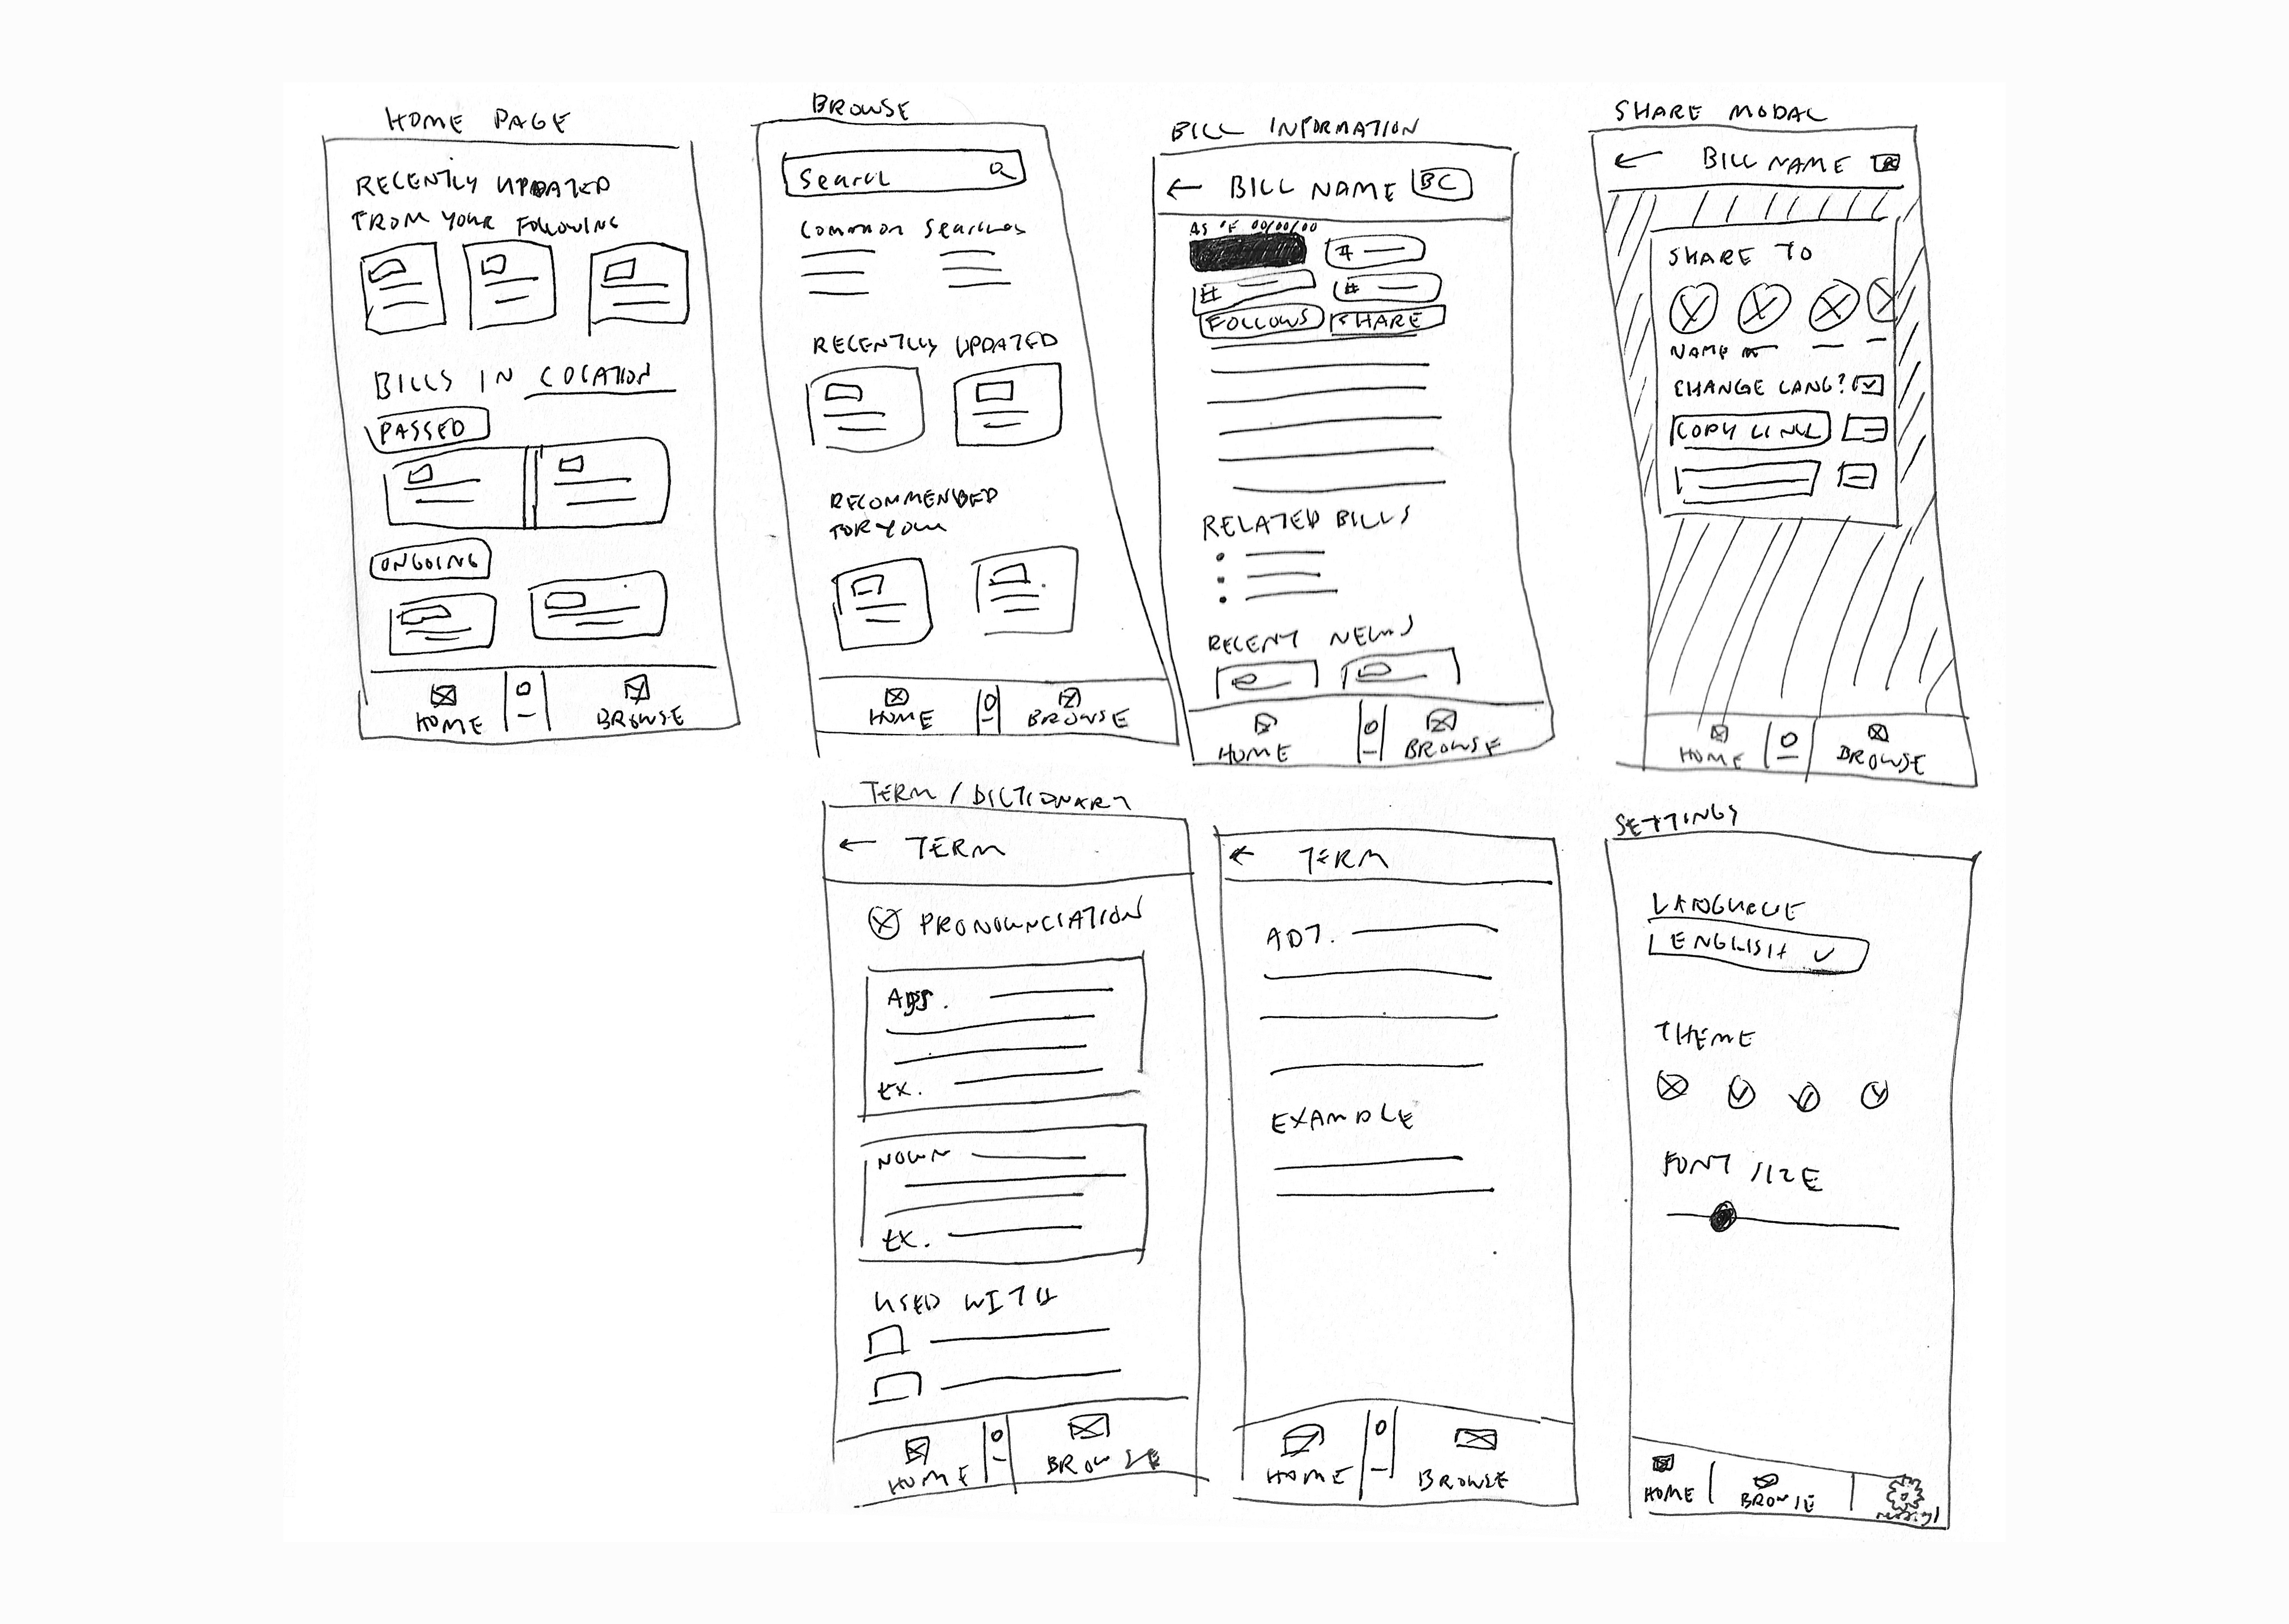 HOME PAGE
RECENTLY UPDATED
FROM YOUR FOLLOWING
BILLS IN LOCATION
PASSED
ONGOING
HOME BROWSE
BROWSE
Search
Common Searches
RECENTLY UPDATED
RECOMMENDED
FOR YOU
HOME BROWSE
BILL INFORMATION
← BILL NAME BC
AS OF 00/00/00
#
# #
FOLLOWS SHARE
RELATED BILLS
RECENT NEWS
HOME BROWSE
SHARE MODAL
← BILL NAME
SHARE TO
NAME
CHANGE LANG?
COPY LINK
HOME BROWSE
TERM / DICTIONARY
← TERM
PRONOUNCIATION
ADJ.
EX.
NOUN
EX.
USED WITH
HOME BROWSE
← TERM
ADJ.
EXAMPLE
HOME BROWSE
SETTINGS
LANGUAGE
ENGLISH
THEME
FONT SIZE
HOME BROWSE